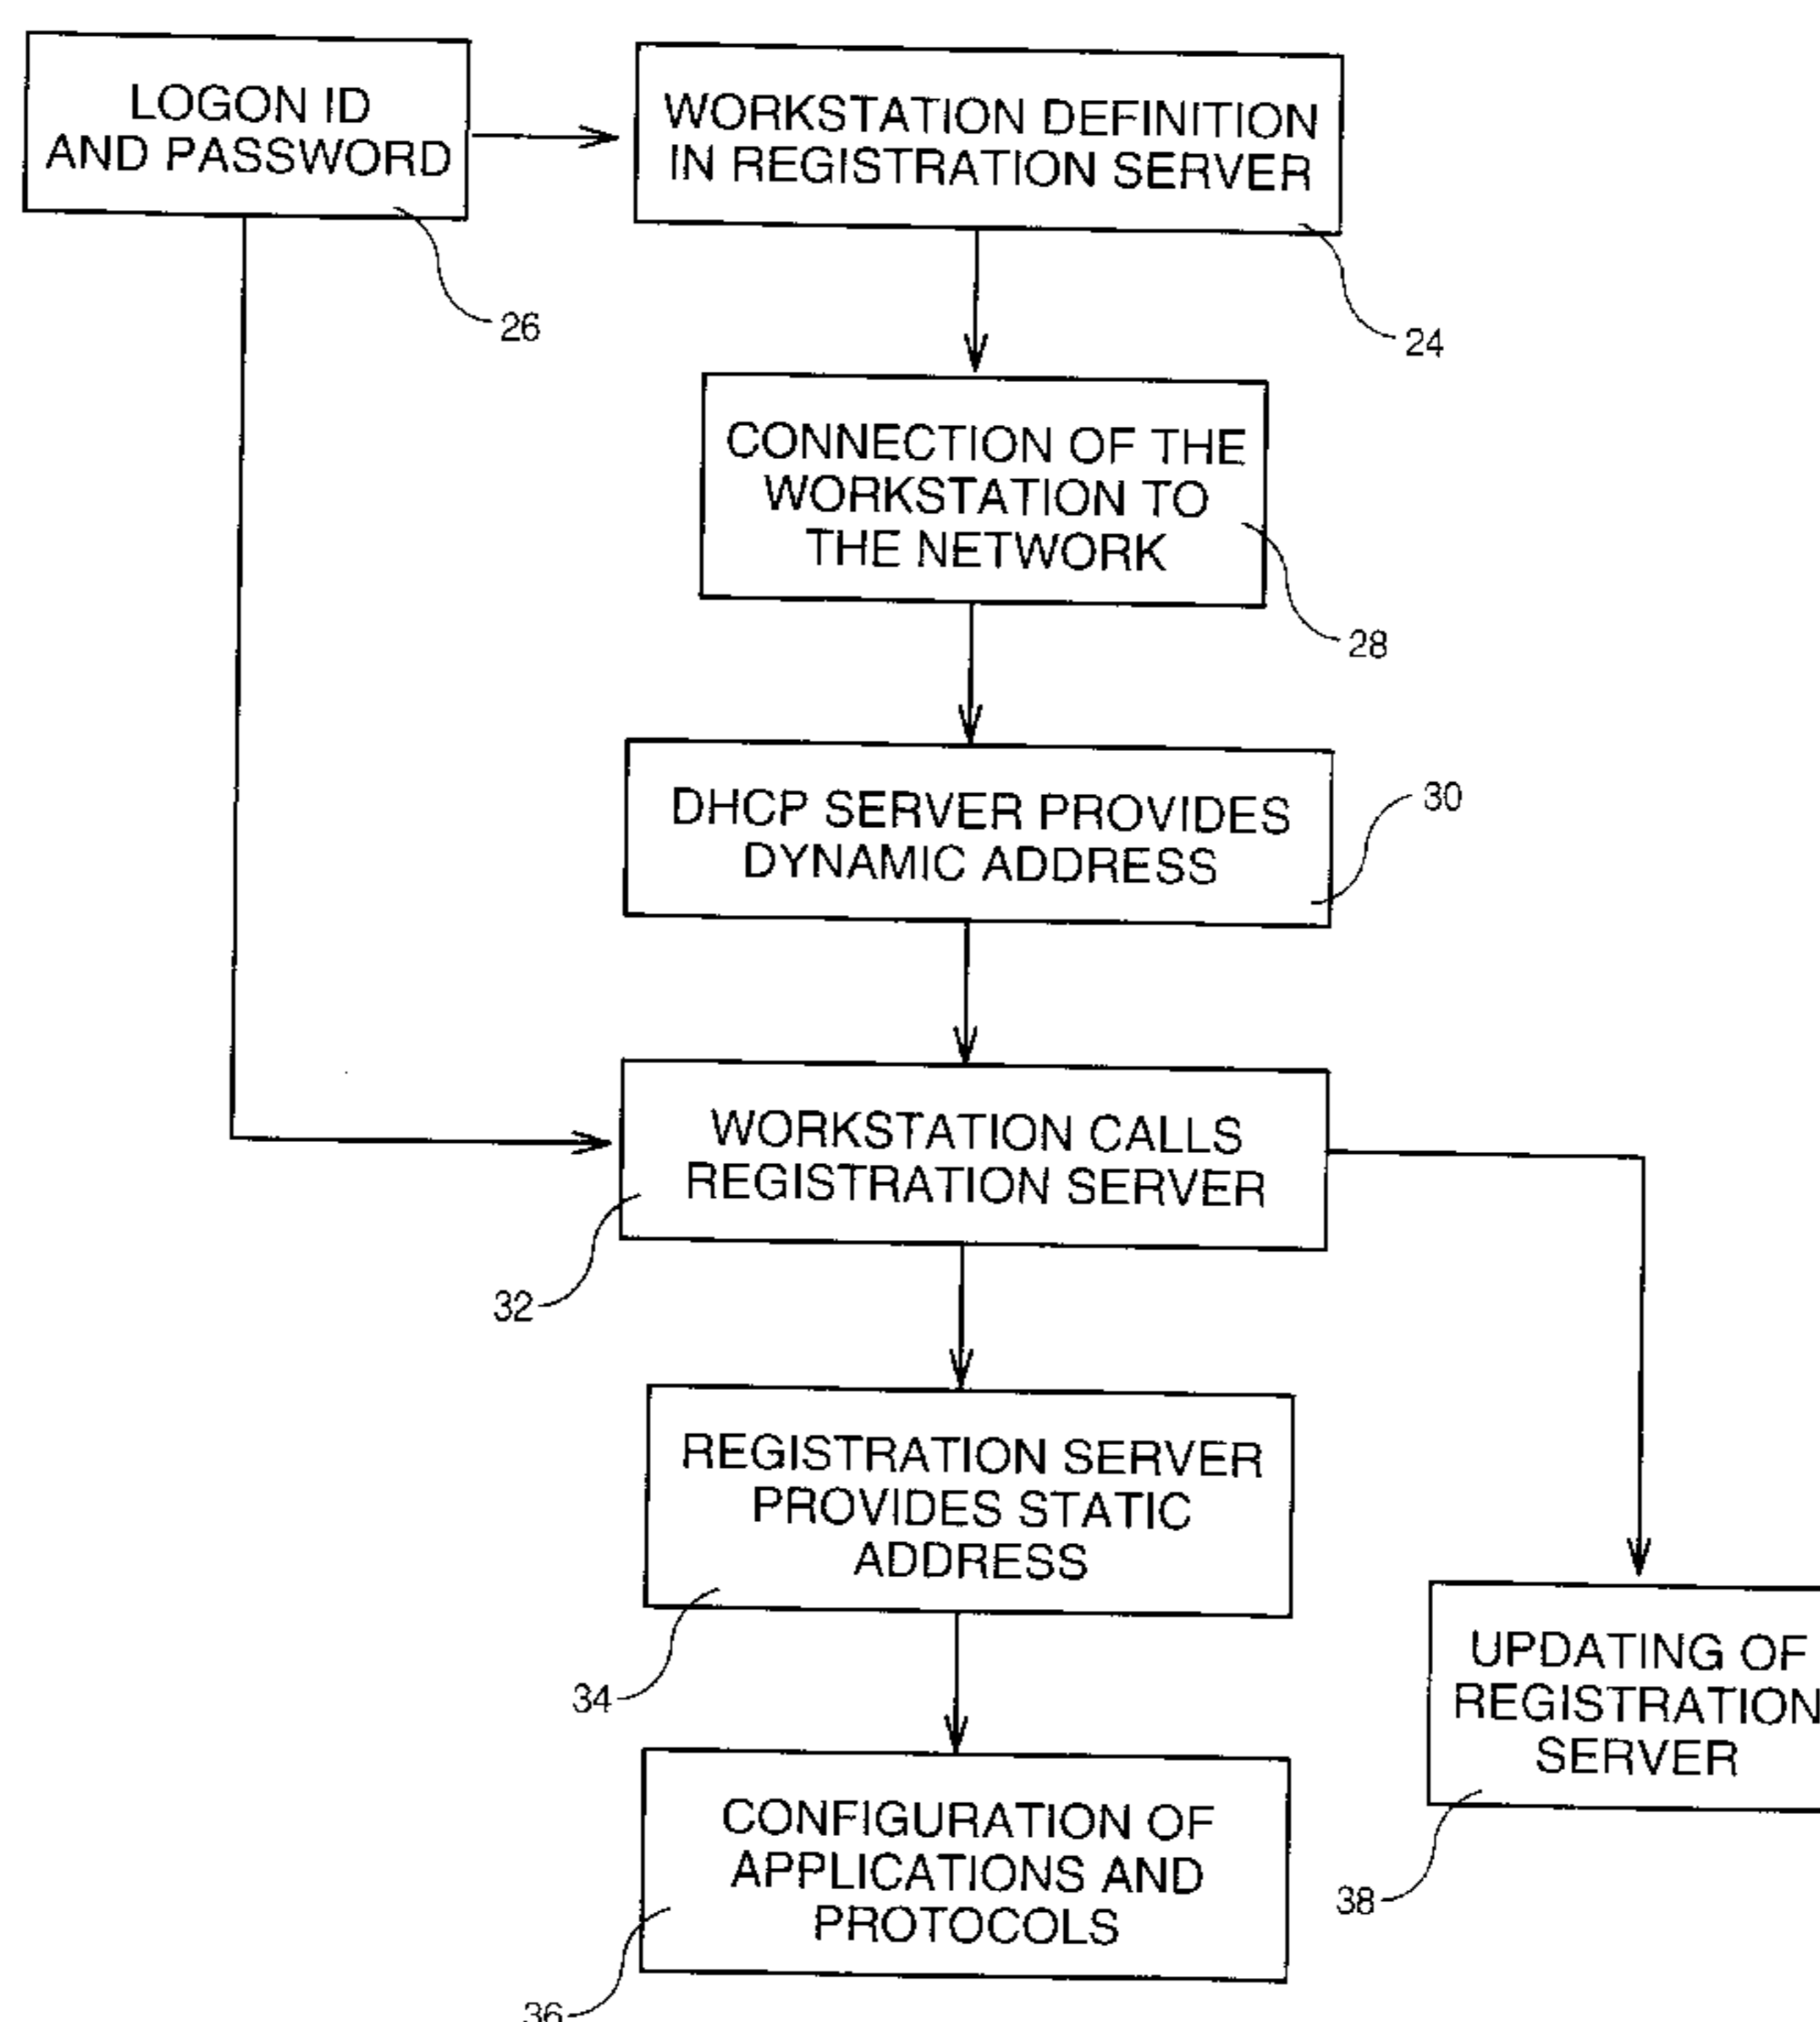 LOGON ID
AND PASSWORD
26
WORKSTATION DEFINITION
IN REGISTRATION SERVER
24
CONNECTION OF THE
WORKSTATION TO
THE NETWORK
28
DHCP SERVER PROVIDES
DYNAMIC ADDRESS
30
WORKSTATION CALLS
REGISTRATION SERVER
32
REGISTRATION SERVER
PROVIDES STATIC
ADDRESS
34
UPDATING OF
REGISTRATION
SERVER
38
CONFIGURATION OF
APPLICATIONS AND
PROTOCOLS
36